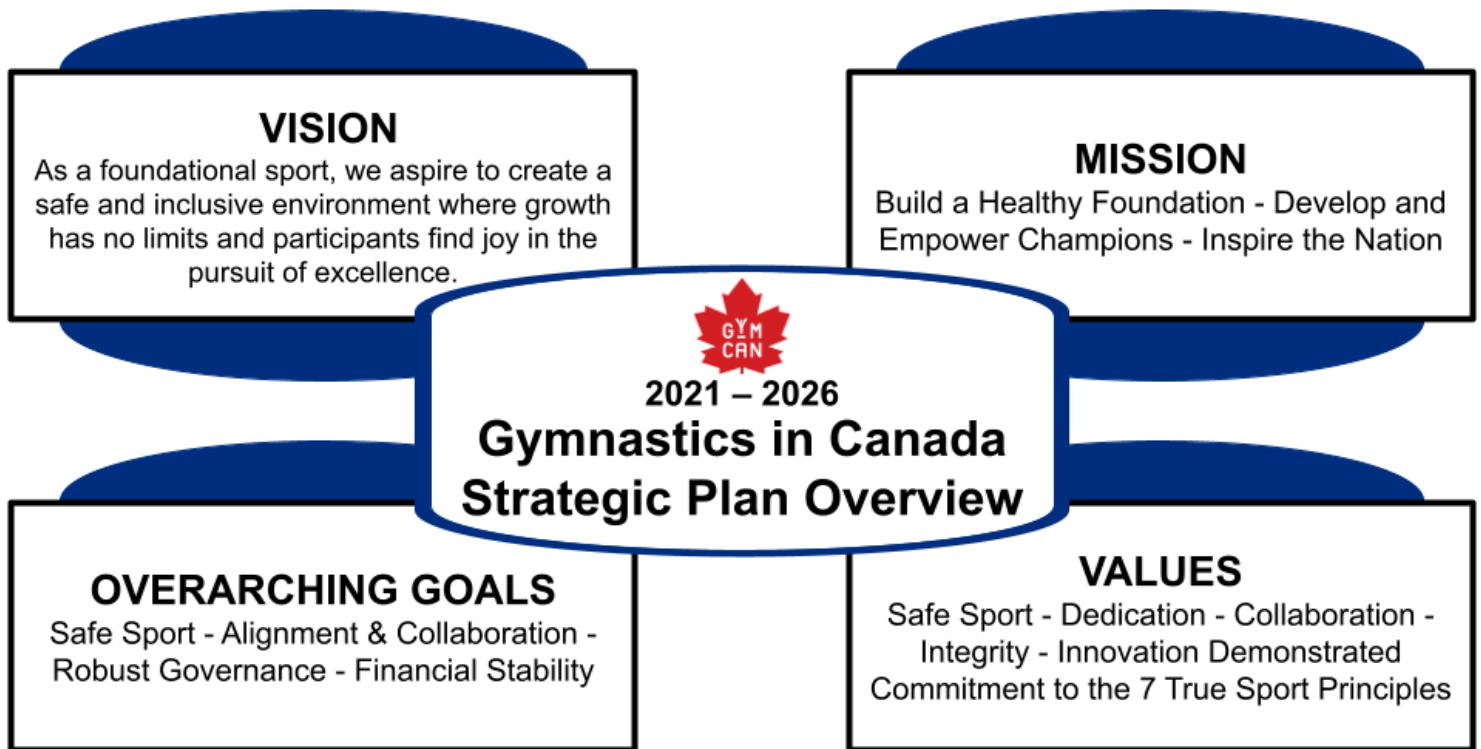 VISION
As a foundational sport, we aspire to create a
safe and inclusive environment where growth
has no limits and participants find joy in the
pursuit of excellence.
MISSION
Build a Healthy Foundation - Develop and
Empower Champions - Inspire the Nation
GYM
CAN
2021 – 2026
Gymnastics in Canada
Strategic Plan Overview
OVERARCHING GOALS
Safe Sport - Alignment & Collaboration -
Robust Governance - Financial Stability
VALUES
Safe Sport - Dedication - Collaboration -
Integrity - Innovation Demonstrated
Commitment to the 7 True Sport Principles